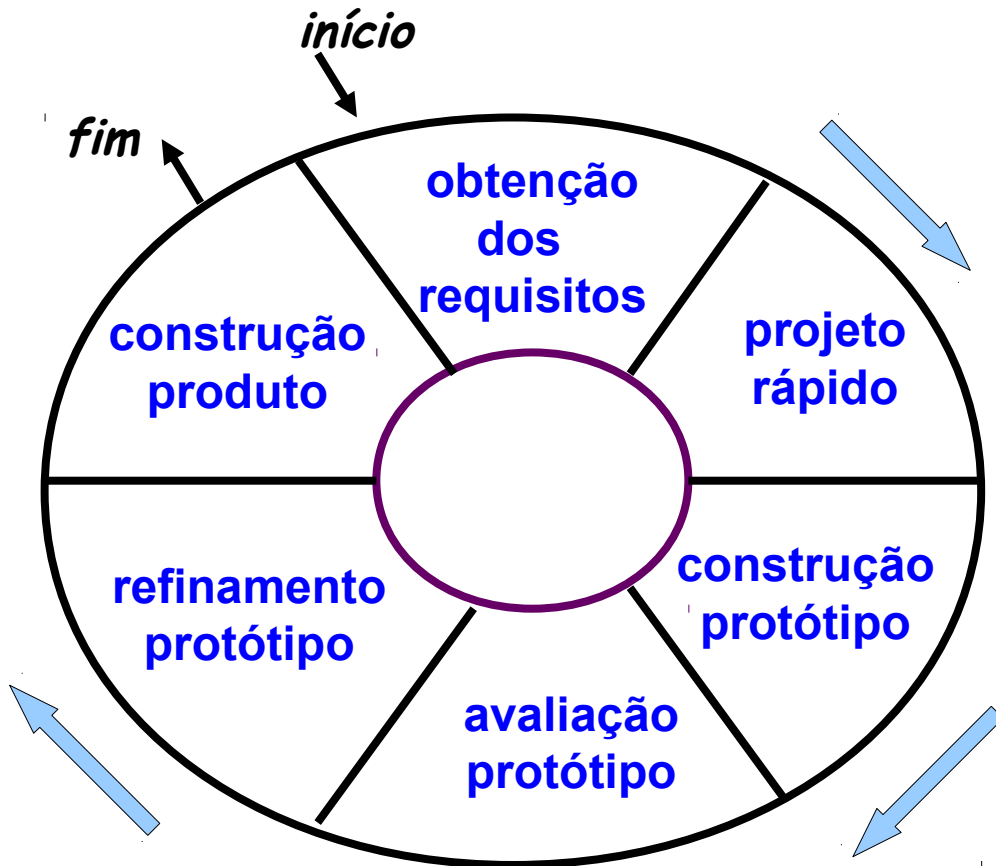 início
fim
obtenção
dos
requisitos
projeto
rápido
construção
protótipo
avaliação
protótipo
refinamento
protótipo
construção
produto